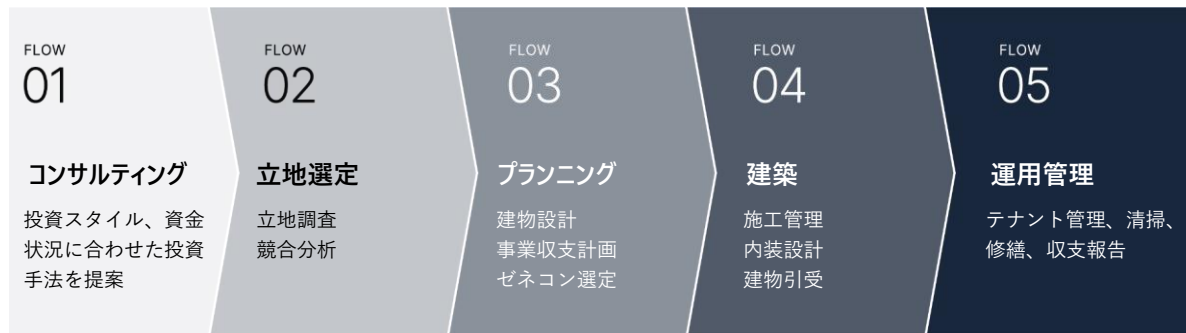 FLOW
01
コンサルティング
投資スタイル、資金
状況に合わせた投資
手法を提案
FLOW
02
立地選定
立地調査
競合分析
FLOW
03
プランニング
建物設計
事業収支計画
ゼネコン選定
FLOW
04
建築
施工管理
内装設計
建物引受
FLOW
05
運用管理
テナント管理、清掃、
修繕、収支報告